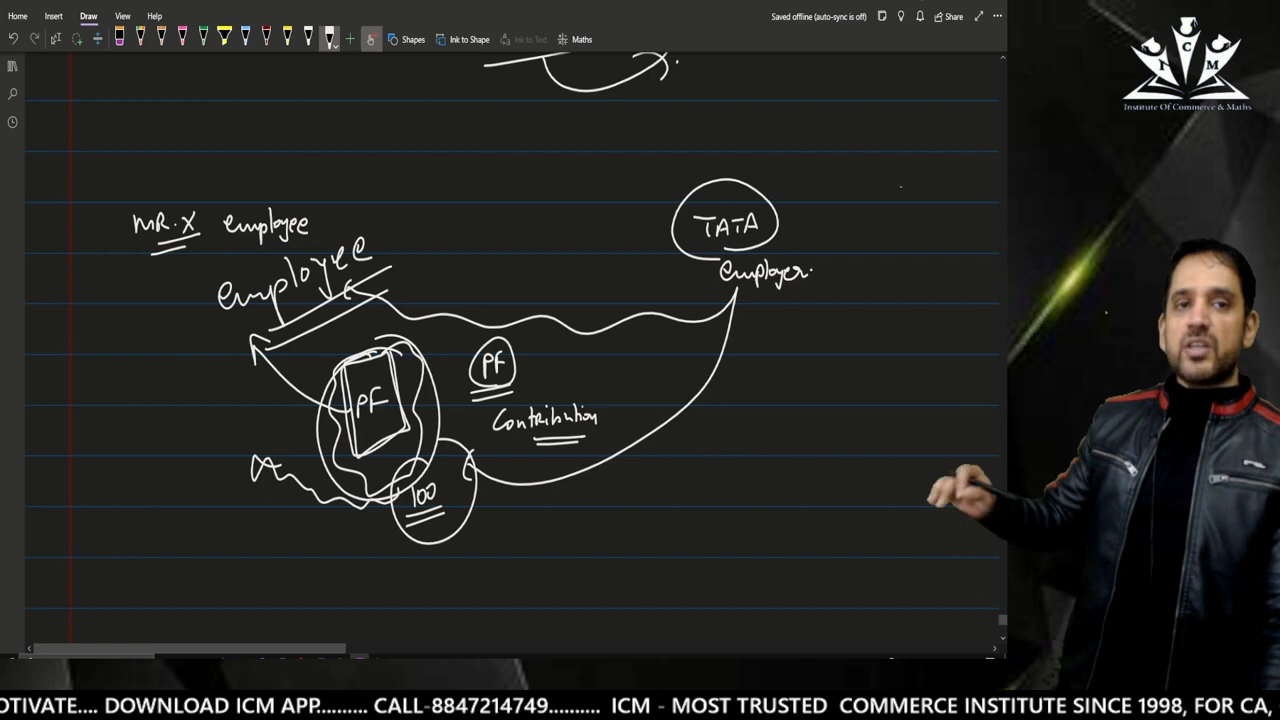 Home Insert Draw View Help
Saved offline (auto-sync is off) Share
Shapes Ink to Shape Ink to Text Maths
I C M
Institute Of Commerce & Maths
MR. X employee
TATA
employer.
employee
PF
PF
Contribution
100
OTIVATE.... DOWNLOAD ICM APP......... CALL-8847214749.......... ICM - MOST TRUSTED COMMERCE INSTITUTE SINCE 1998, FOR CA,